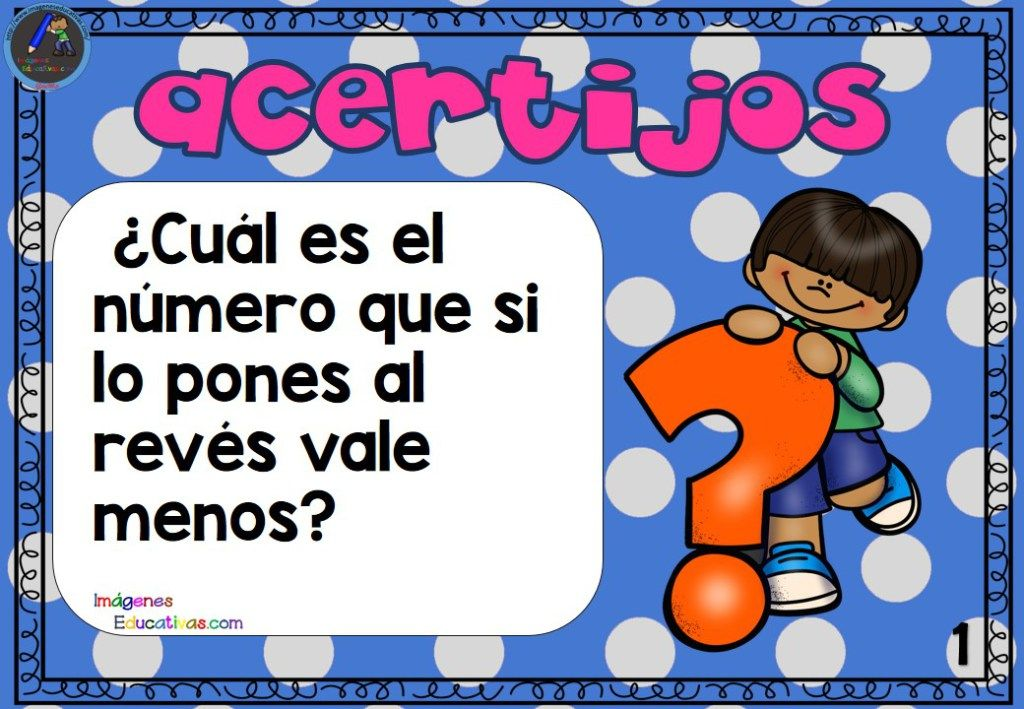 acertijos
¿Cuál es el
número que si
lo pones al
revés vale
menos?
Imágenes
Educativas.com
1